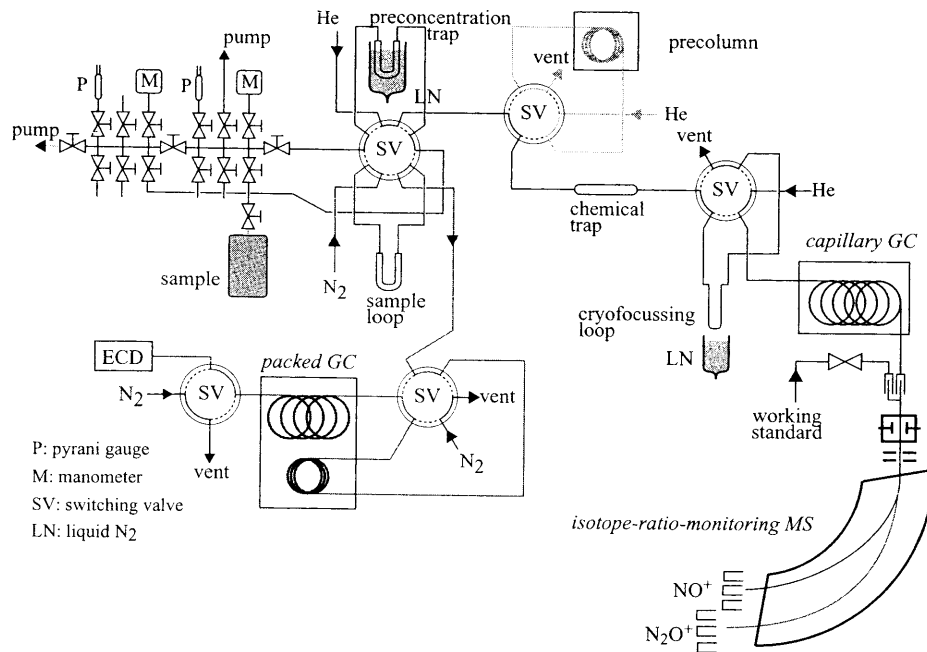 He
preconcentration
trap
pump
P
M
P
M
LN
vent
precolumn
SV
He
pump
SV
vent
SV
He
chemical
trap
sample
N2
sample
loop
capillary GC
cryofocussing
loop
LN
ECD
packed GC
N2
SV
SV
vent
vent
N2
working
standard
P: pyrani gauge
M: manometer
SV: switching valve
LN: liquid N2
isotope-ratio-monitoring MS
NO+
N2O+